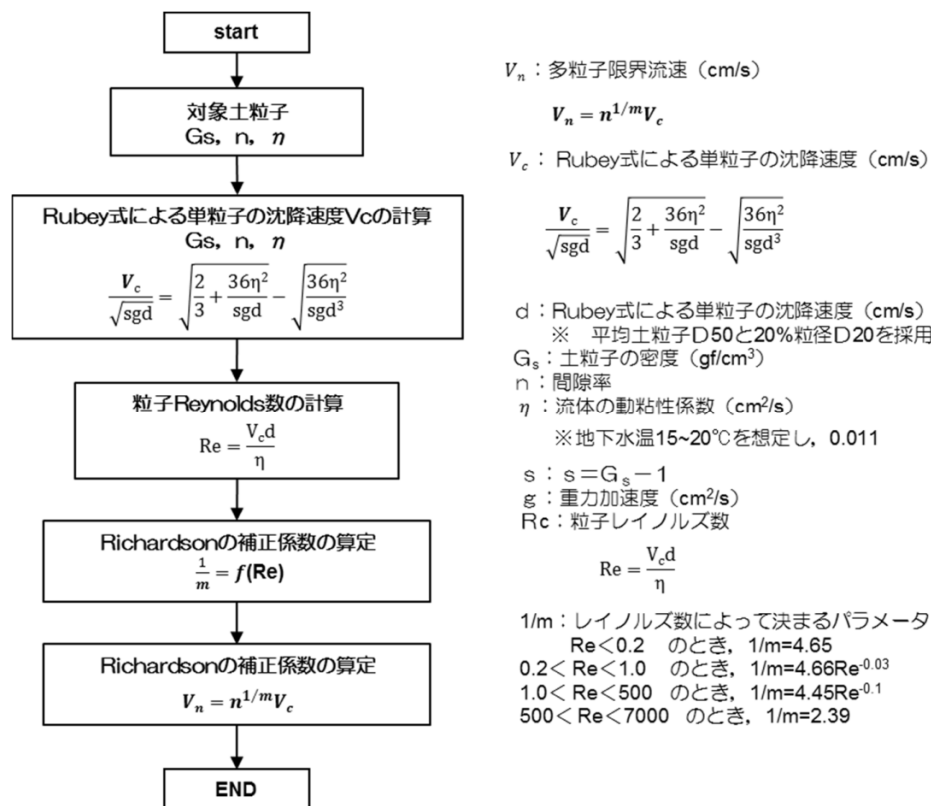 start
対象土粒子
Gs, n, η
Rubey式による単粒子の沈降速度Vcの計算
Gs, n, η
V_c/√sgd = √(2/3 + 36η²/sgd) − √(36η²/sgd³)
粒子Reynolds数の計算
Re = V_c d/η
Richardsonの補正係数の算定
1/m = f(Re)
Richardsonの補正係数の算定
V_n = n^{1/m}V_c
END
V_n：多粒子限界流速（cm/s）
V_n = n^{1/m}V_c
V_c： Rubey式による単粒子の沈降速度（cm/s）
V_c/√sgd = √(2/3 + 36η²/sgd) − √(36η²/sgd³)
d：Rubey式による単粒子の沈降速度（cm/s）
※ 平均土粒子D50と20%粒径D20を採用
G_s：土粒子の密度（gf/cm³）
n：間隙率
η：流体の動粘性係数（cm²/s）
※地下水温15~20℃を想定し，0.011
s：s＝G_s－1
g：重力加速度（cm²/s）
Rc：粒子レイノルズ数
Re = V_c d/η
1/m：レイノルズ数によって決まるパラメータ
Re＜0.2 のとき，1/m=4.65
0.2＜Re＜1.0 のとき，1/m=4.66Re^{-0.03}
1.0＜Re＜500 のとき，1/m=4.45Re^{-0.1}
500＜Re＜7000 のとき，1/m=2.39